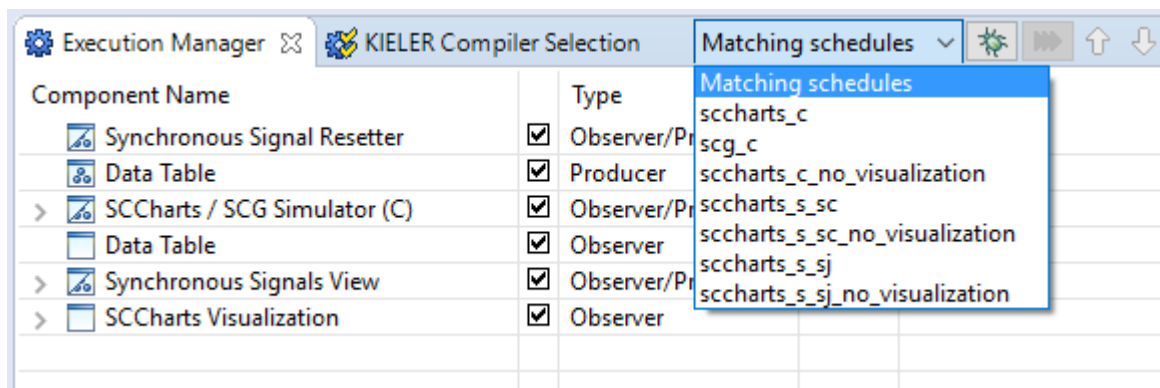 Execution Manager KIELER Compiler Selection Matching schedules
Component Name Type
Matching schedules
sccharts_c
scg_c
sccharts_c_no_visualization
sccharts_s_sc
sccharts_s_sc_no_visualization
sccharts_s_sj
sccharts_s_sj_no_visualization
Synchronous Signal Resetter Observer/Pr
Data Table Producer
SCCharts / SCG Simulator (C) Observer/Pr
Data Table Observer
Synchronous Signals View Observer/Pr
SCCharts Visualization Observer